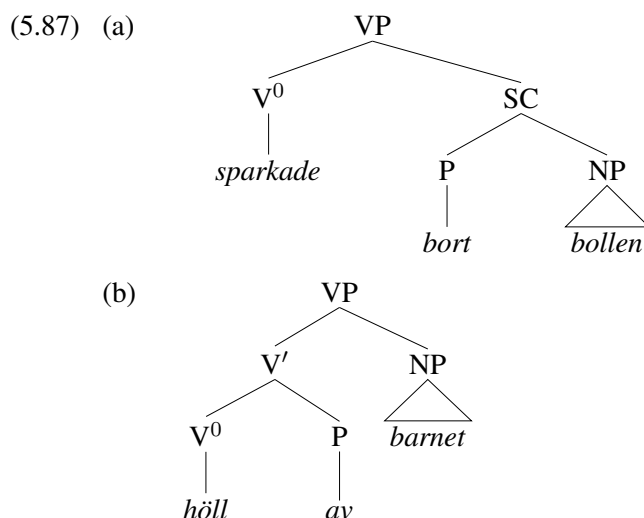 (5.87) (a) VP
V⁰ SC
sparkade P NP
bort bollen
(b) VP
V′ NP
V⁰ P barnet
höll av